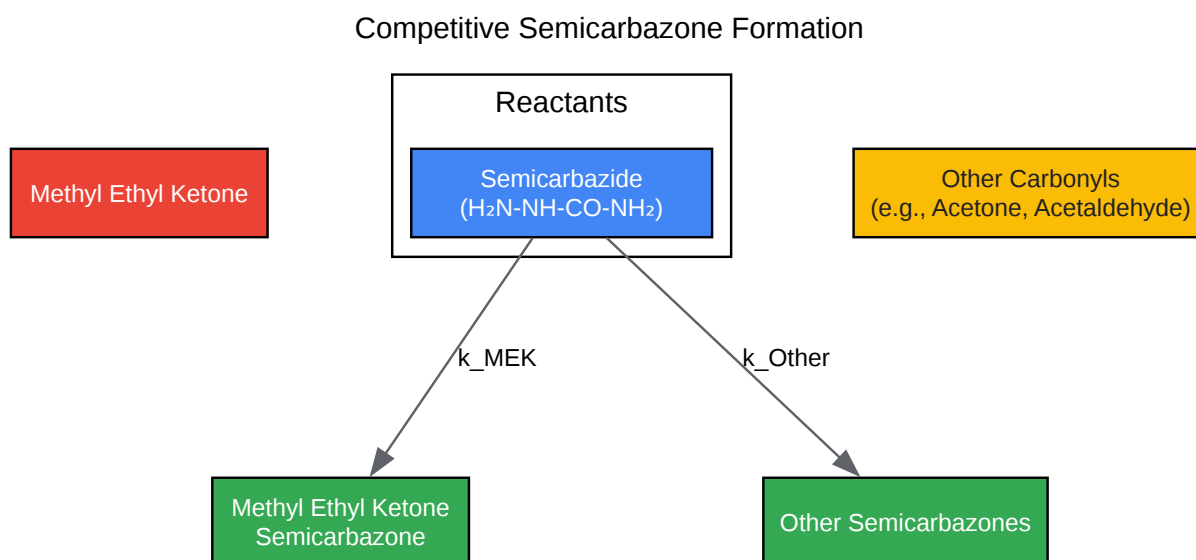 Competitive Semicarbazone Formation
Reactants
Methyl Ethyl Ketone
Semicarbazide
(H₂N-NH-CO-NH₂)
Other Carbonyls
(e.g., Acetone, Acetaldehyde)
k_MEK
k_Other
Methyl Ethyl Ketone
Semicarbazone
Other Semicarbazones